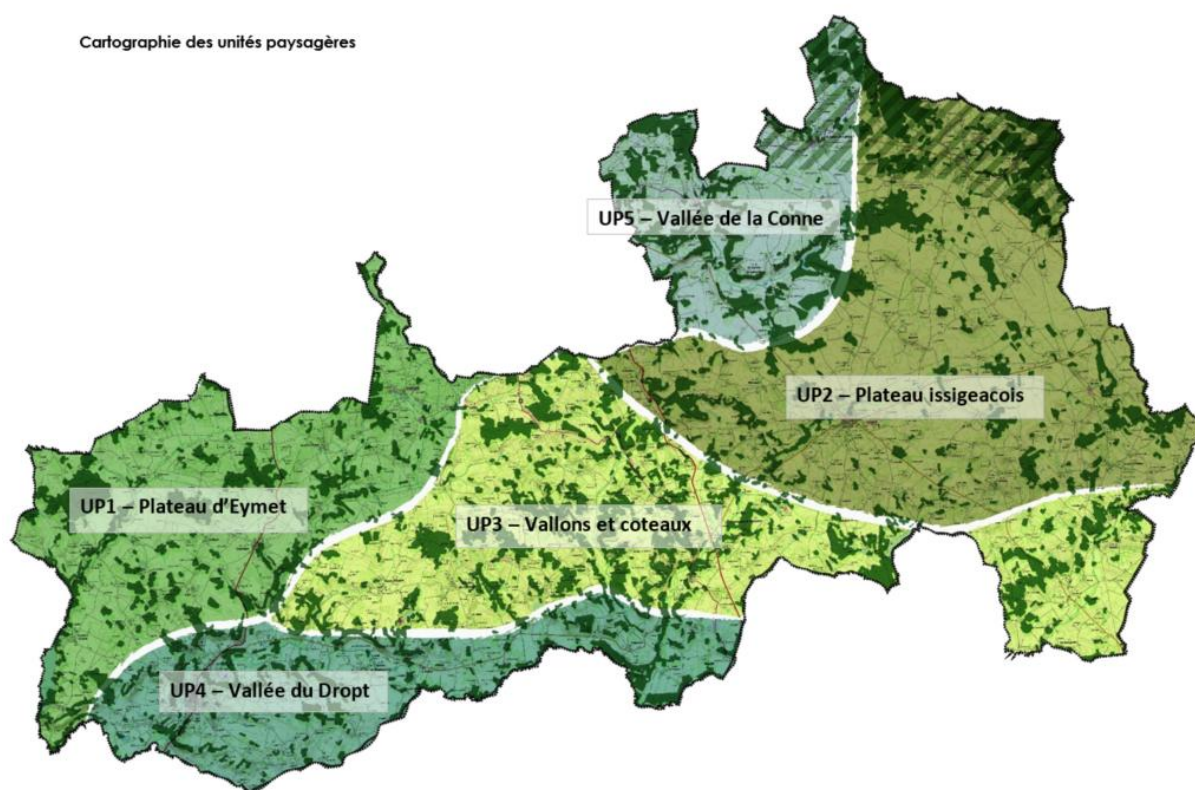 Cartographie des unités paysagères
UP5 – Vallée de la Conne
UP2 – Plateau issigeacois
UP1 – Plateau d'Eymet
UP3 – Vallons et coteaux
UP4 – Vallée du Dropt